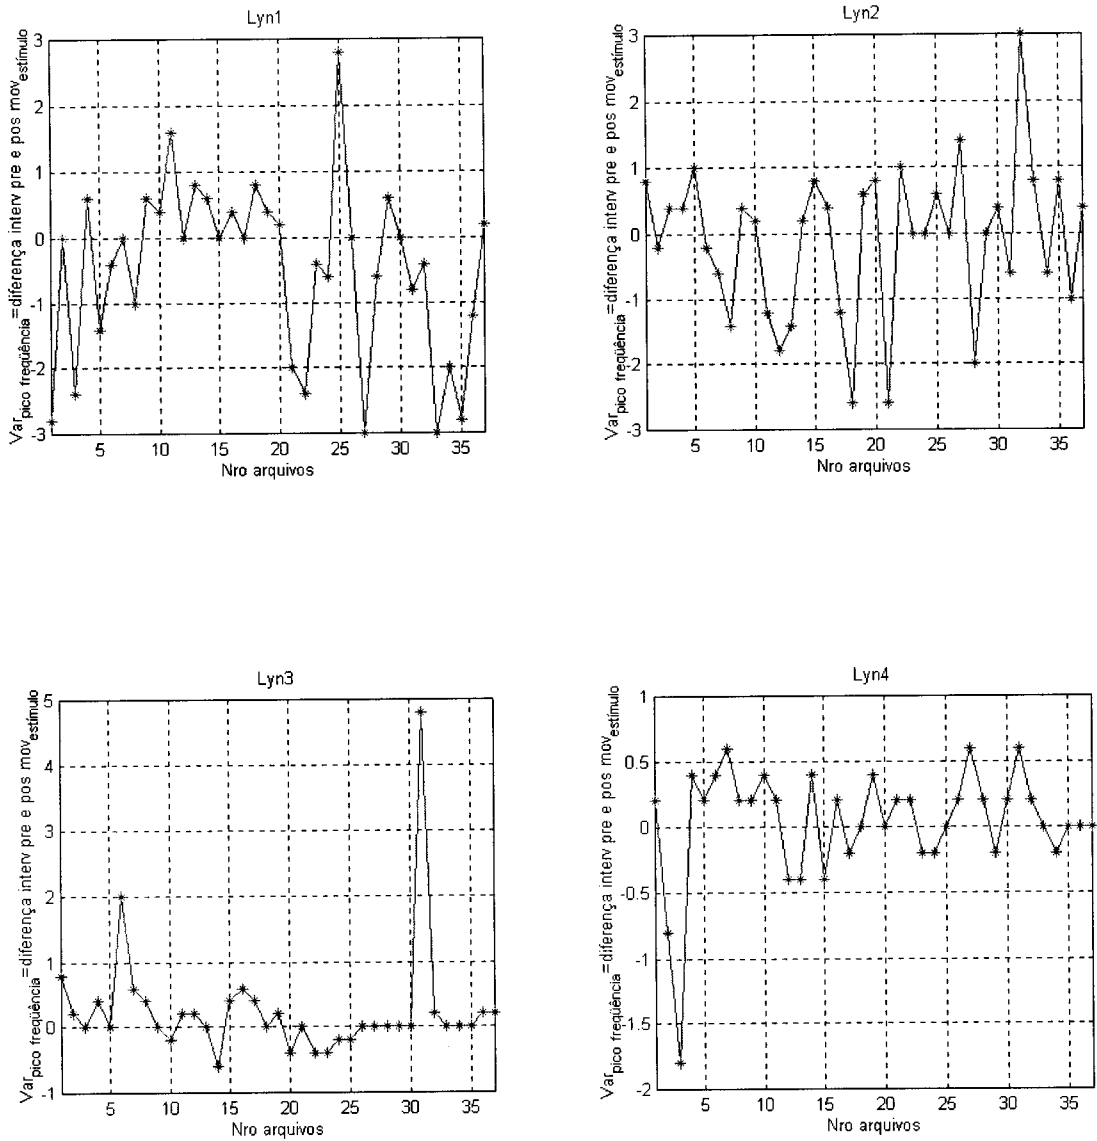 Lyn1
Var pico freqüência=diferença interv pre e pos mov estímulo
3
2
1
0
-1
-2
-3
5 10 15 20 25 30 35
Nro arquivos
Lyn2
Var pico freqüência=diferença interv pre e pos mov estímulo
3
2
1
0
-1
-2
-3
5 10 15 20 25 30 35
Nro arquivos
Lyn3
Var pico freqüência=diferença interv pre e pos mov estímulo
5
4
3
2
1
0
-1
5 10 15 20 25 30 35
Nro arquivos
Lyn4
Var pico freqüência=diferença interv pre e pos mov estímulo
1
0.5
0
-0.5
-1
-1.5
-2
5 10 15 20 25 30 35
Nro arquivos